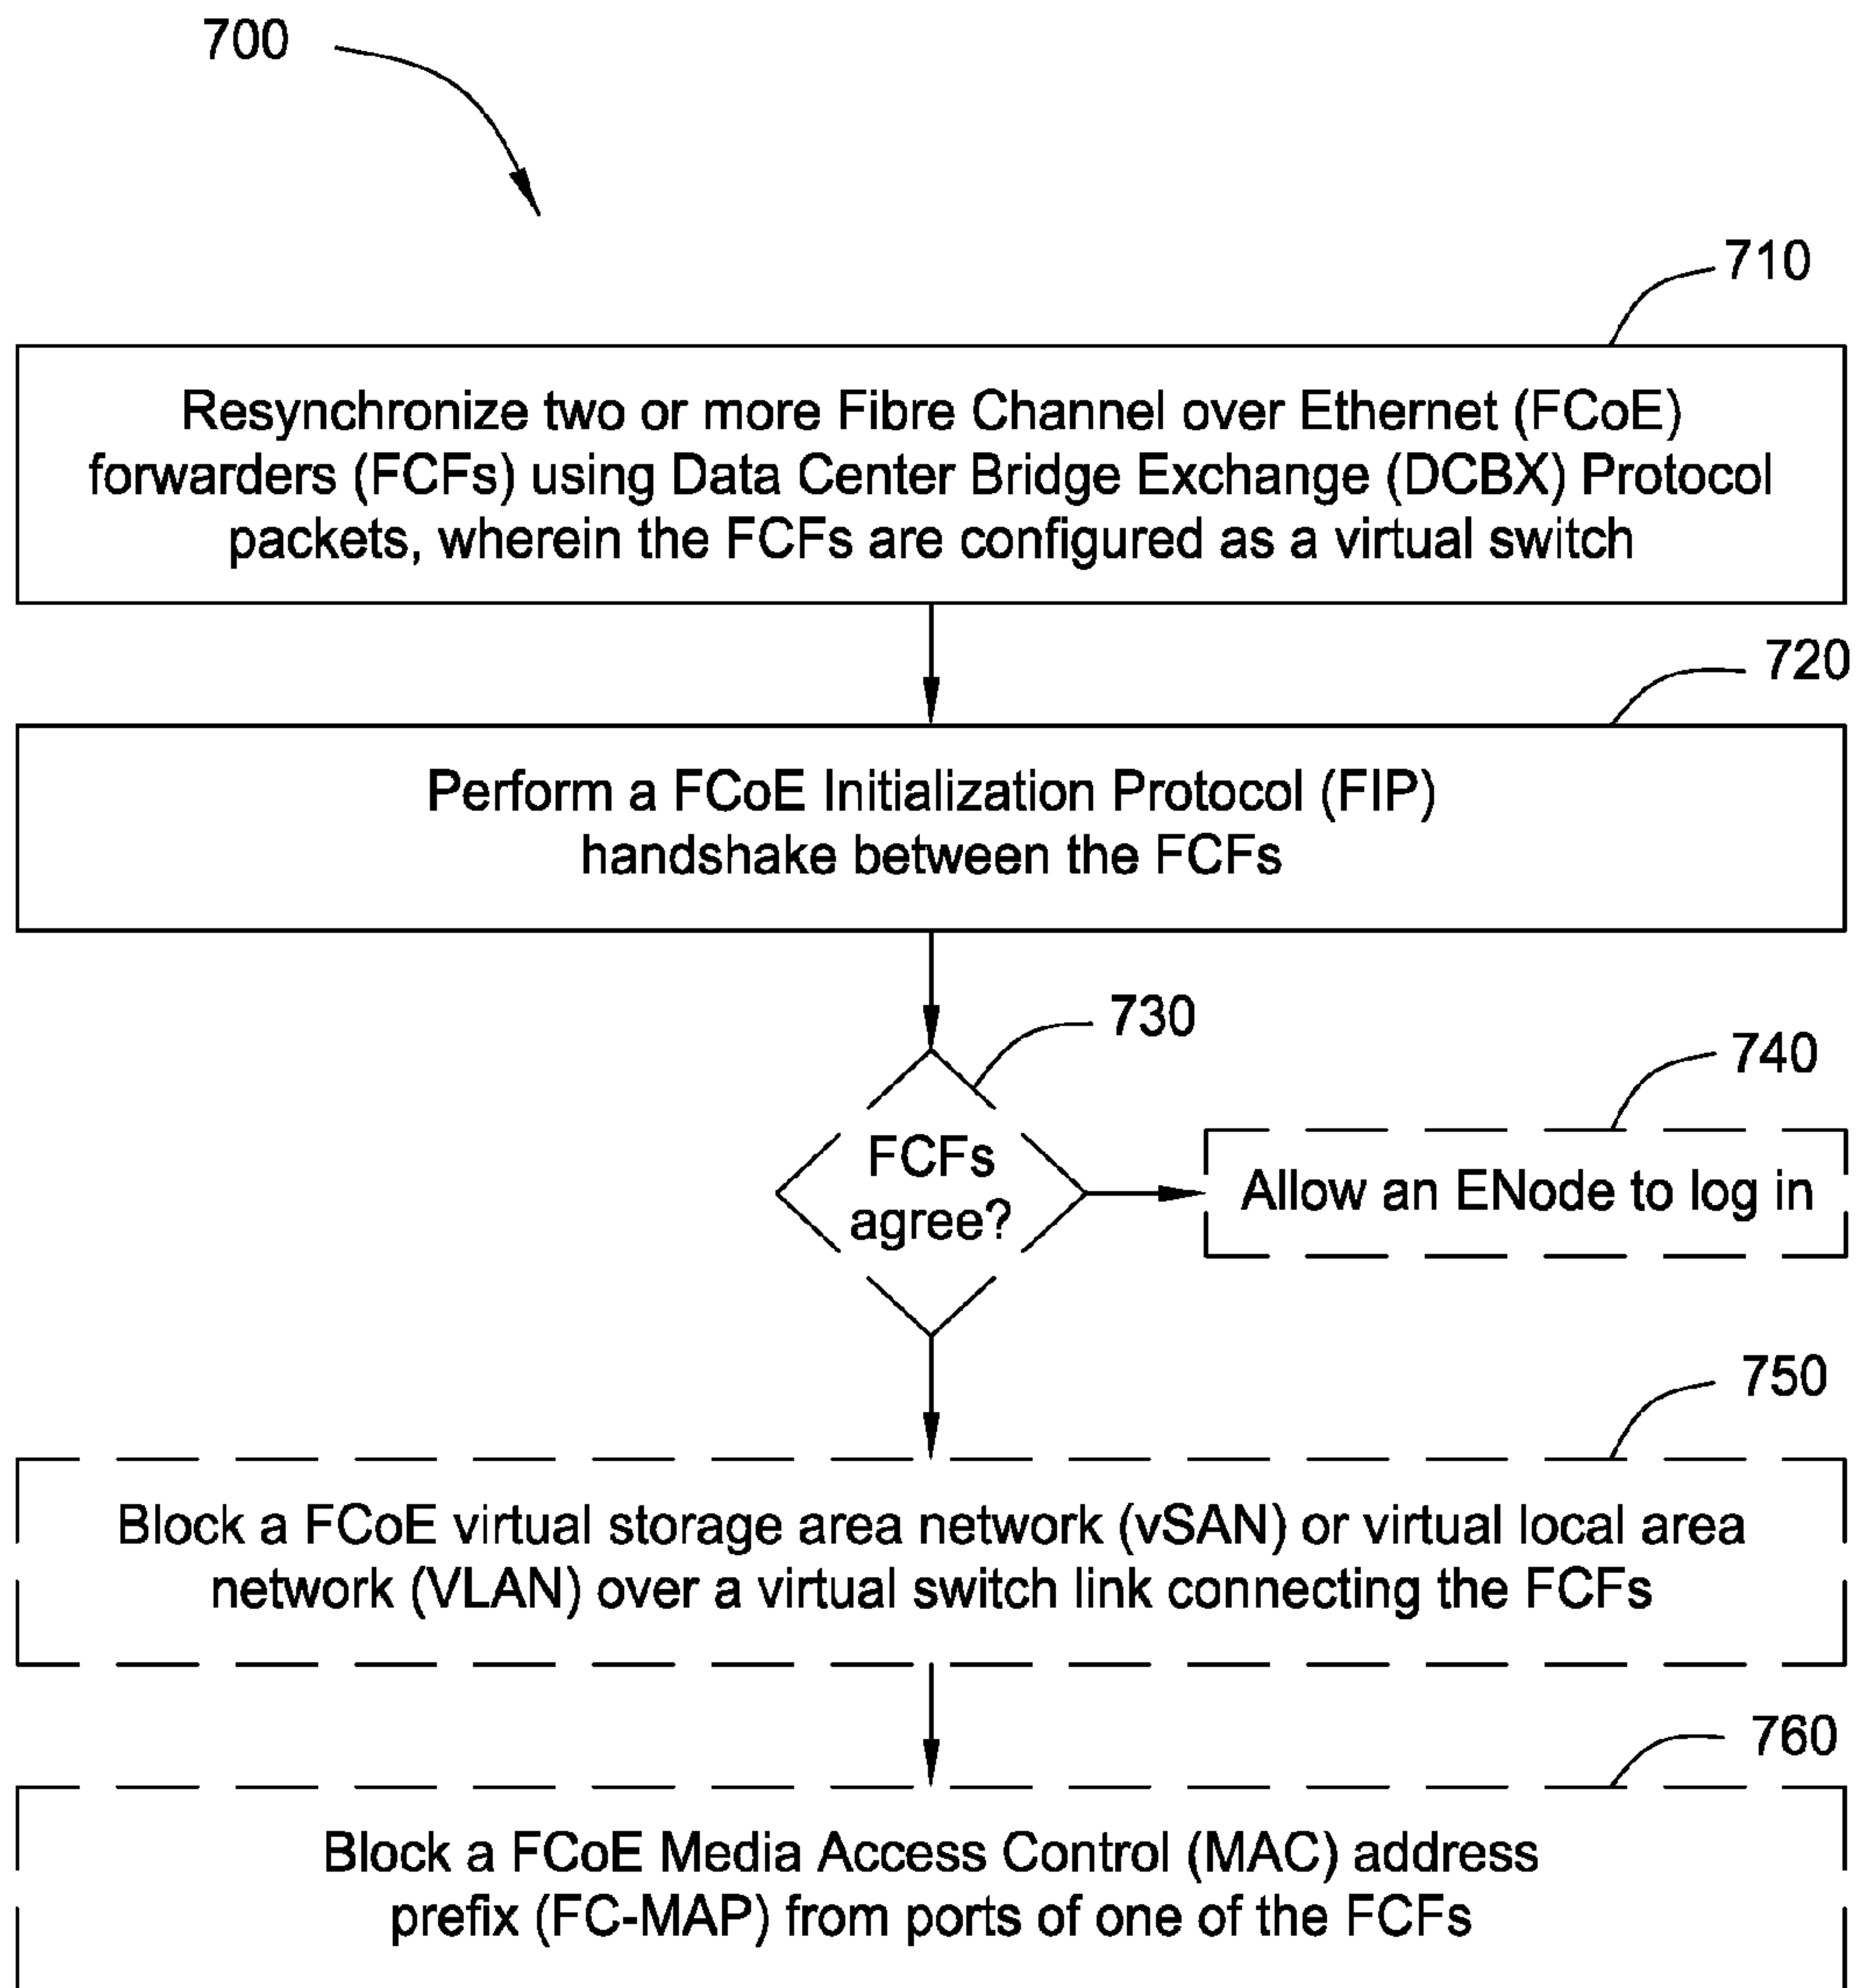 700
710
Resynchronize two or more Fibre Channel over Ethernet (FCoE)
forwarders (FCFs) using Data Center Bridge Exchange (DCBX) Protocol
packets, wherein the FCFs are configured as a virtual switch
720
Perform a FCoE Initialization Protocol (FIP)
handshake between the FCFs
730
FCFs
agree?
740
Allow an ENode to log in
750
Block a FCoE virtual storage area network (vSAN) or virtual local area
network (VLAN) over a virtual switch link connecting the FCFs
760
Block a FCoE Media Access Control (MAC) address
prefix (FC-MAP) from ports of one of the FCFs